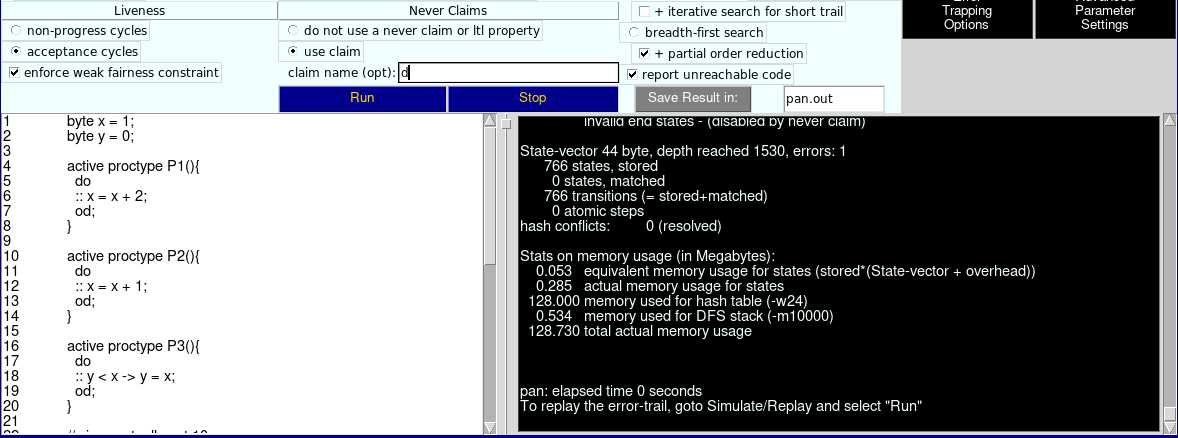 Liveness
non-progress cycles
acceptance cycles
enforce weak fairness constraint
Never Claims
do not use a never claim or ltl property
use claim
claim name (opt): d
Run
Stop
+ iterative search for short trail
breadth-first search
+ partial order reduction
report unreachable code
Save Result in:
pan.out
Trapping
Options
Parameter
Settings
1 byte x = 1;
2 byte y = 0;
3
4 active proctype P1(){
5 do
6 :: x = x + 2;
7 od;
8 }
9
10 active proctype P2(){
11 do
12 :: x = x + 1;
13 od;
14 }
15
16 active proctype P3(){
17 do
18 :: y < x -> y = x;
19 od;
20 }
21
invalid end states - (disabled by never claim)
State-vector 44 byte, depth reached 1530, errors: 1
766 states, stored
0 states, matched
766 transitions (= stored+matched)
0 atomic steps
hash conflicts: 0 (resolved)
Stats on memory usage (in Megabytes):
0.053 equivalent memory usage for states (stored*(State-vector + overhead))
0.285 actual memory usage for states
128.000 memory used for hash table (-w24)
0.534 memory used for DFS stack (-m10000)
128.730 total actual memory usage
pan: elapsed time 0 seconds
To replay the error-trail, goto Simulate/Replay and select "Run"